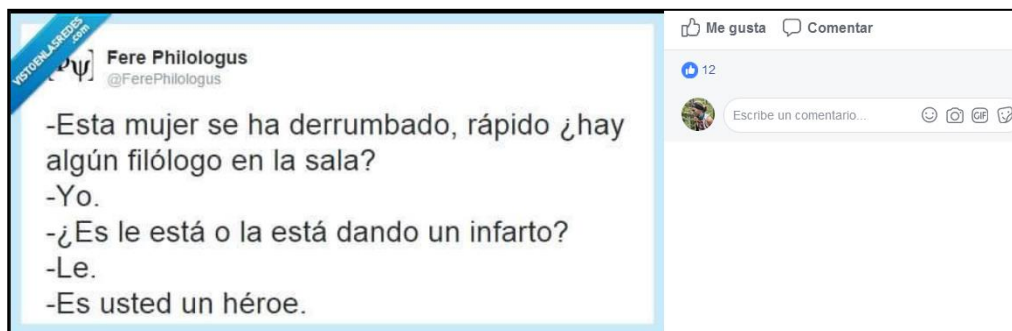 VISTOENLASREDES
.com
Fere Philologus
@FerePhilologus
-Esta mujer se ha derrumbado, rápido ¿hay
algún filólogo en la sala?
-Yo.
-¿Es le está o la está dando un infarto?
-Le.
-Es usted un héroe.
Me gusta Comentar
12
Escribe un comentario...
GIF